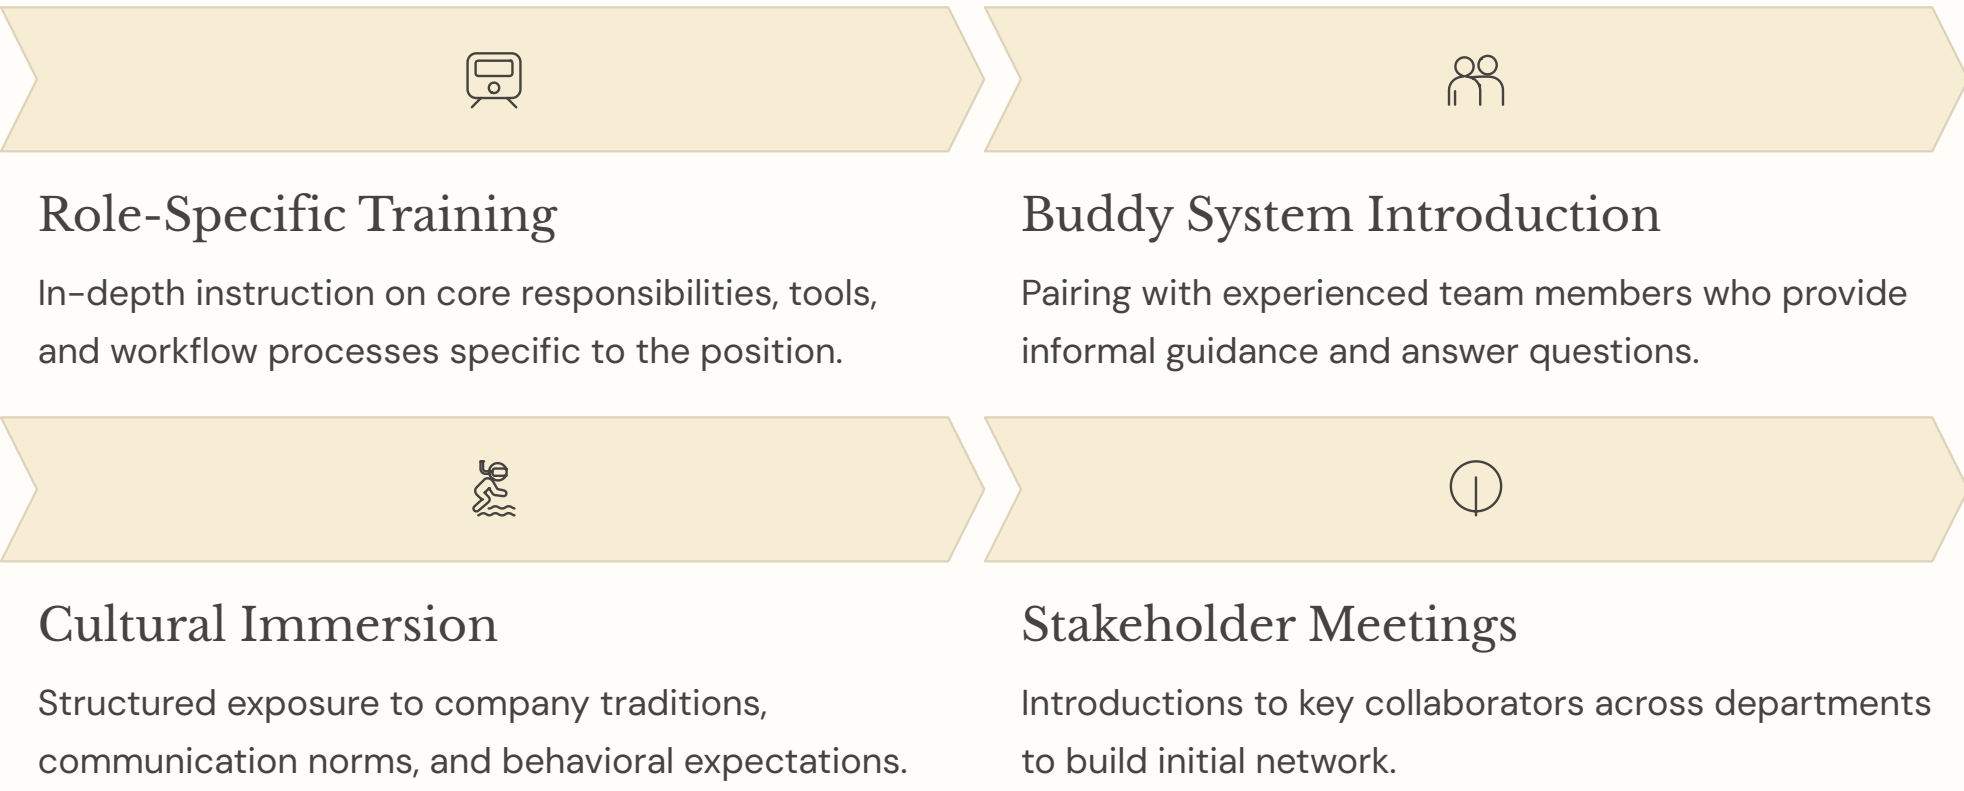 Role-Specific Training
In-depth instruction on core responsibilities, tools,
and workflow processes specific to the position.
Buddy System Introduction
Pairing with experienced team members who provide
informal guidance and answer questions.
Cultural Immersion
Structured exposure to company traditions,
communication norms, and behavioral expectations.
Stakeholder Meetings
Introductions to key collaborators across departments
to build initial network.